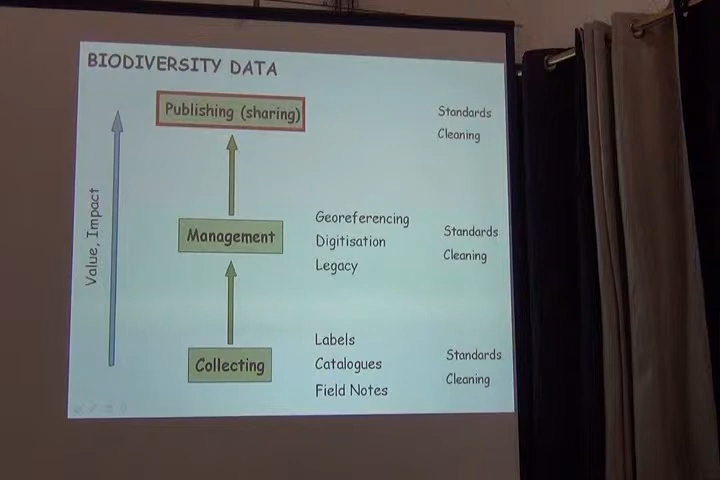 BIODIVERSITY DATA
Publishing (sharing)
Standards
Cleaning
Value, Impact
Management
Georeferencing
Digitisation
Legacy
Standards
Cleaning
Collecting
Labels
Catalogues
Field Notes
Standards
Cleaning